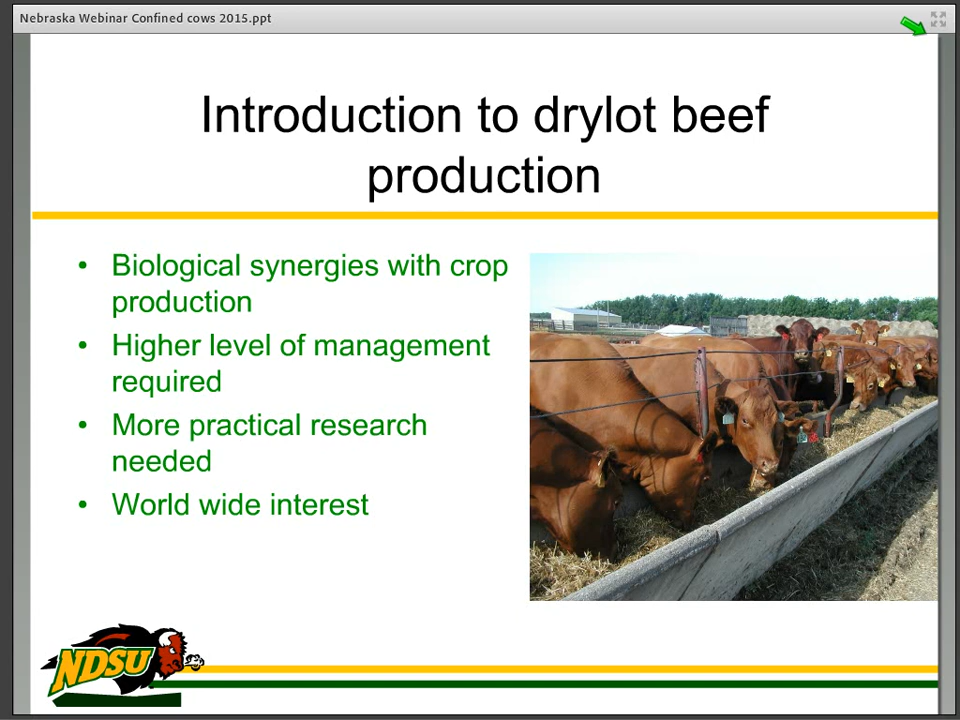 Nebraska Webinar Confined cows 2015.ppt
Introduction to drylot beef
production
• Biological synergies with crop
production
• Higher level of management
required
• More practical research
needed
• World wide interest
NDSU